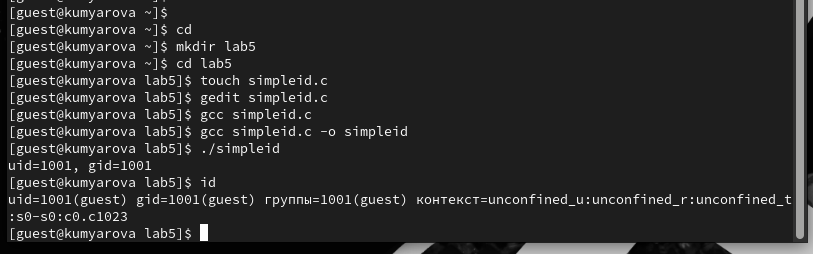 [guest@kumyarova ~]$
[guest@kumyarova ~]$ cd
[guest@kumyarova ~]$ mkdir lab5
[guest@kumyarova ~]$ cd lab5
[guest@kumyarova lab5]$ touch simpleid.c
[guest@kumyarova lab5]$ gedit simpleid.c
[guest@kumyarova lab5]$ gcc simpleid.c
[guest@kumyarova lab5]$ gcc simpleid.c -o simpleid
[guest@kumyarova lab5]$ ./simpleid
uid=1001, gid=1001
[guest@kumyarova lab5]$ id
uid=1001(guest) gid=1001(guest) группы=1001(guest) контекст=unconfined_u:unconfined_r:unconfined_t
:s0-s0:c0.c1023
[guest@kumyarova lab5]$